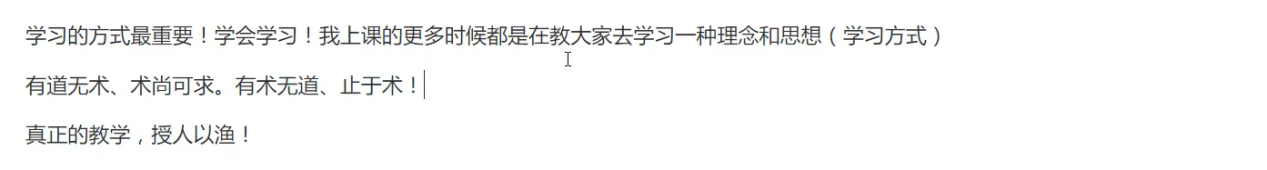 学习的方式最重要！学会学习！我上课的更多时候都是在教大家去学习一种理念和思想（学习方式）
有道无术、术尚可求。有术无道、止于术！
真正的教学，授人以渔！